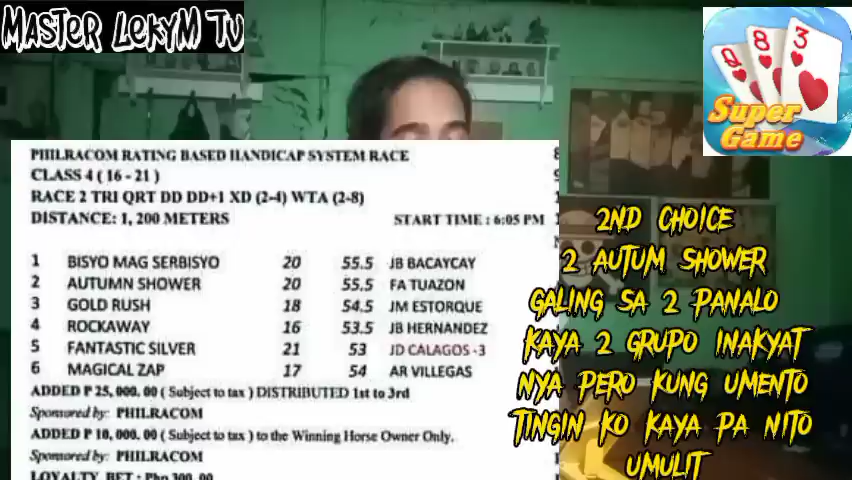 MASTER LEKYM TV
Q 8 3
Super
Game
PHILRACOM RATING BASED HANDICAP SYSTEM RACE
CLASS 4 ( 16 - 21 )
RACE 2 TRI QRT DD DD+1 XD (2-4) WTA (2-8)
DISTANCE: 1, 200 METERS START TIME : 6:05 PM
1 BISYO MAG SERBISYO 20 55.5 JB BACAYCAY
2 AUTUMN SHOWER 20 55.5 FA TUAZON
3 GOLD RUSH 18 54.5 JM ESTORQUE
4 ROCKAWAY 16 53.5 JB HERNANDEZ
5 FANTASTIC SILVER 21 53 JD CALAGOS -3
6 MAGICAL ZAP 17 54 AR VILLEGAS
ADDED P 25, 000. 00 ( Subject to tax ) DISTRIBUTED 1st to 3rd
Sponsored by: PHILRACOM
ADDED P 10, 000. 00 ( Subject to tax ) to the Winning Horse Owner Only.
Sponsored by: PHILRACOM
LOYALTY BET : Php 300. 00
2ND CHOICE
2 AUTUM SHOWER
GALING SA 2 PANALO
KAYA 2 GRUPO INAKYAT
NYA PERO KUNG UMENTO
TINGIN KO KAYA PA NITO
UMULIT